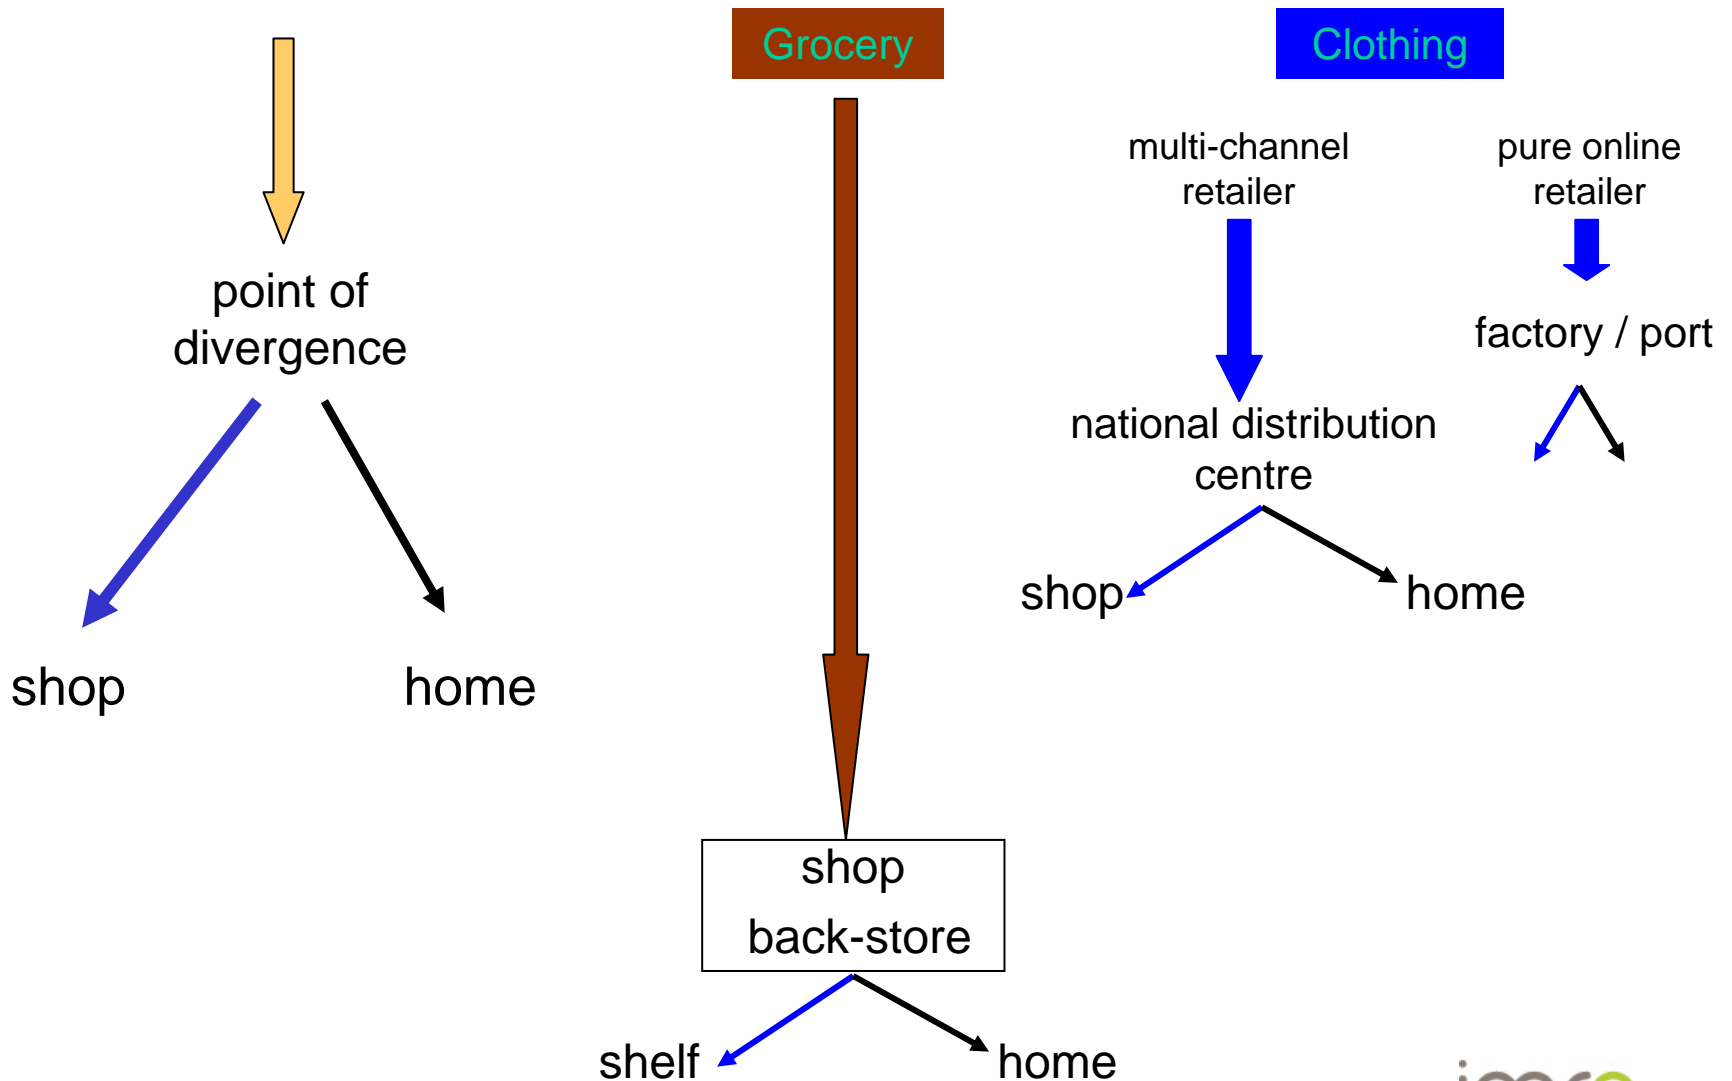 Grocery
Clothing
multi-channel
retailer
pure online
retailer
point of
divergence
factory / port
national distribution
centre
shop
home
shop
home
shop
back-store
shelf
home